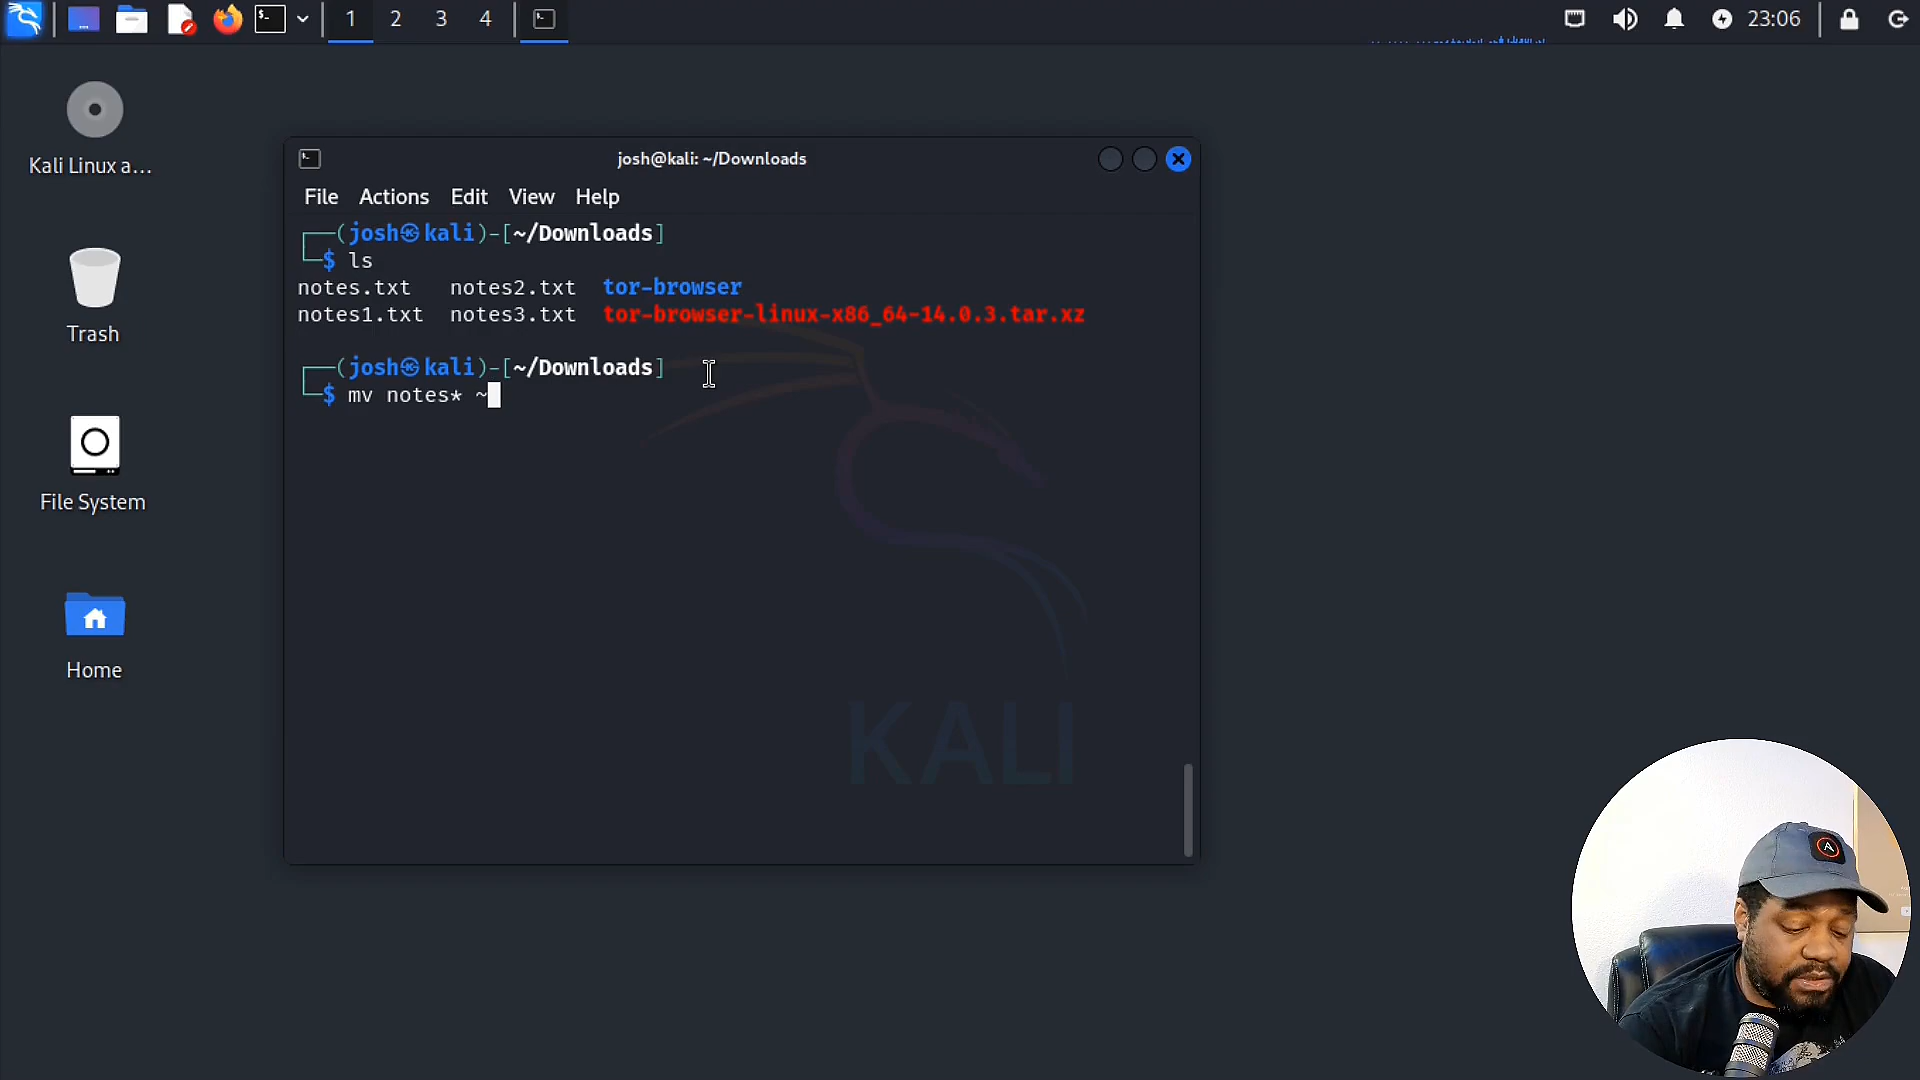 1 2 3 4
23:06
Kali Linux a...
Trash
File System
Home
josh@kali: ~/Downloads
File Actions Edit View Help
┌──(josh㉿kali)-[~/Downloads]
└─$ ls
notes.txt notes2.txt tor-browser
notes1.txt notes3.txt tor-browser-linux-x86_64-14.0.3.tar.xz
┌──(josh㉿kali)-[~/Downloads]
└─$ mv notes* ~
KALI